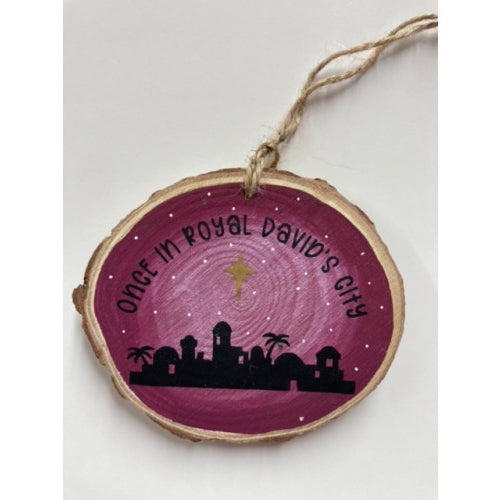 ONCE IN ROYAL DAVID'S CITY